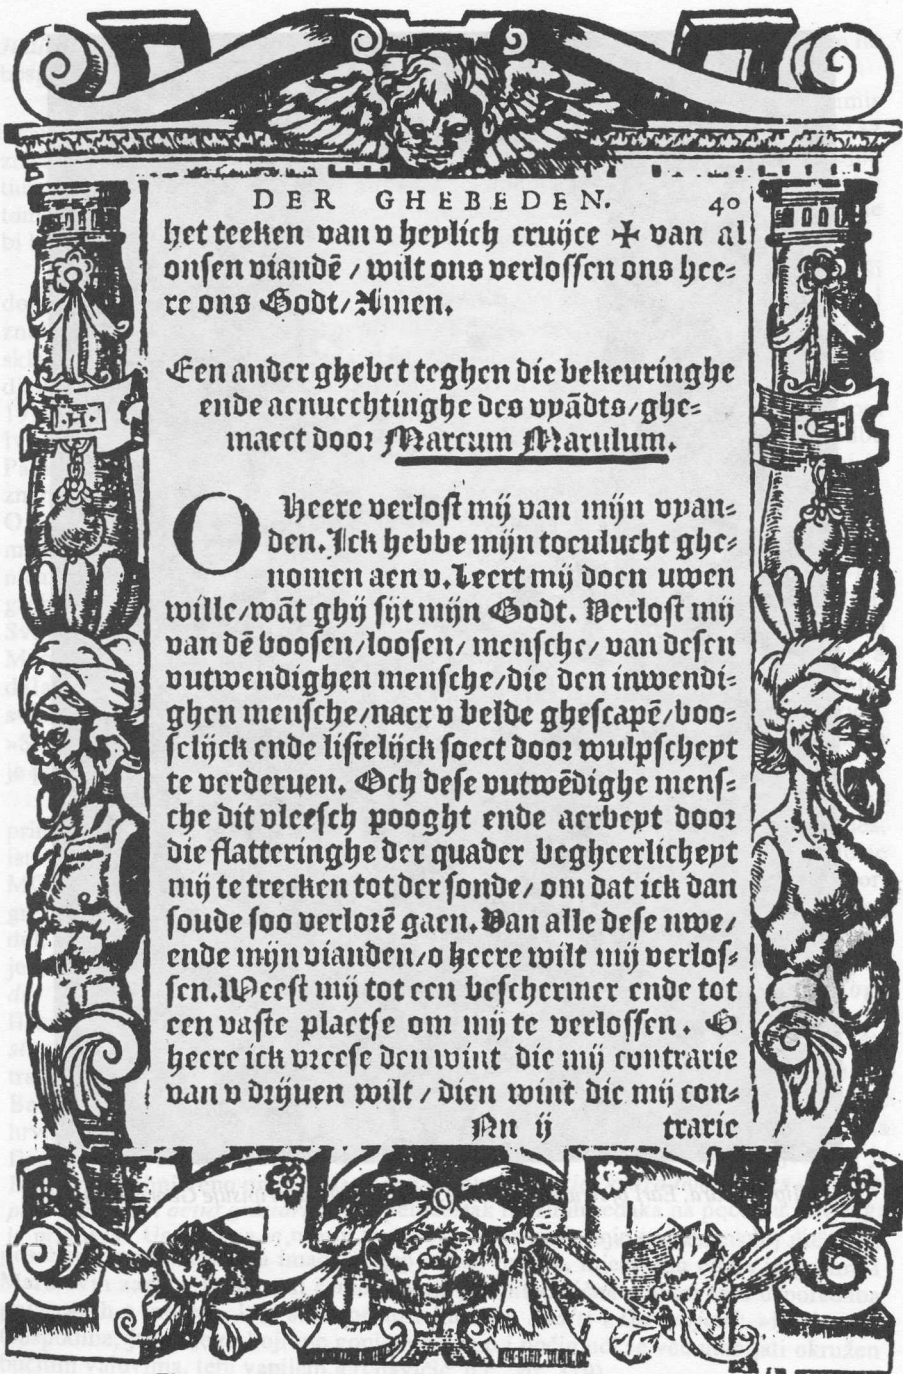 DER GHEBEDEN. 40
het teeken van v heylich cruijce ✠ van al
onsen viandē / wilt ons verlossen ons hee-
re ons Godt/ Amen.
Een ander ghebet teghen die bekeuringhe
ende aenuechtinghe des vyādts/ghe-
maect door Marcum Marulum.
O Heere verlost mij van mijn vyan-
den. Ick hebbe mijn toeulucht ghe-
nomen aen v. Leert mij doen uwen
wille/wāt ghij sijt mijn Godt. Verlost mij
van dē boosen/loosen/ mensche/ van desen
vutwendighen mensche/die den inwendi-
ghen mensche/naer v belde ghescapē/boo-
selijck ende listelijck soect door wulpscheyt
te verderuen. Och dese vutwēdighe mens-
che dit vleesch pooght ende aerbeyt door
die flatteringhe der quader begheerlicheyt
mij te trecken tot der sonde/ om dat ick dan
soude soo verlorē gaen. Van alle dese nwe/
ende mijn vianden/o heere wilt mij verlos-
sen. Weest mij tot een beschermer ende tot
een vaste plaetse om mij te verlossen. O
heere ick vreese den wint die mij contrarie
van v drijuen wilt / dien wint die mij con-
Nn ij trarie